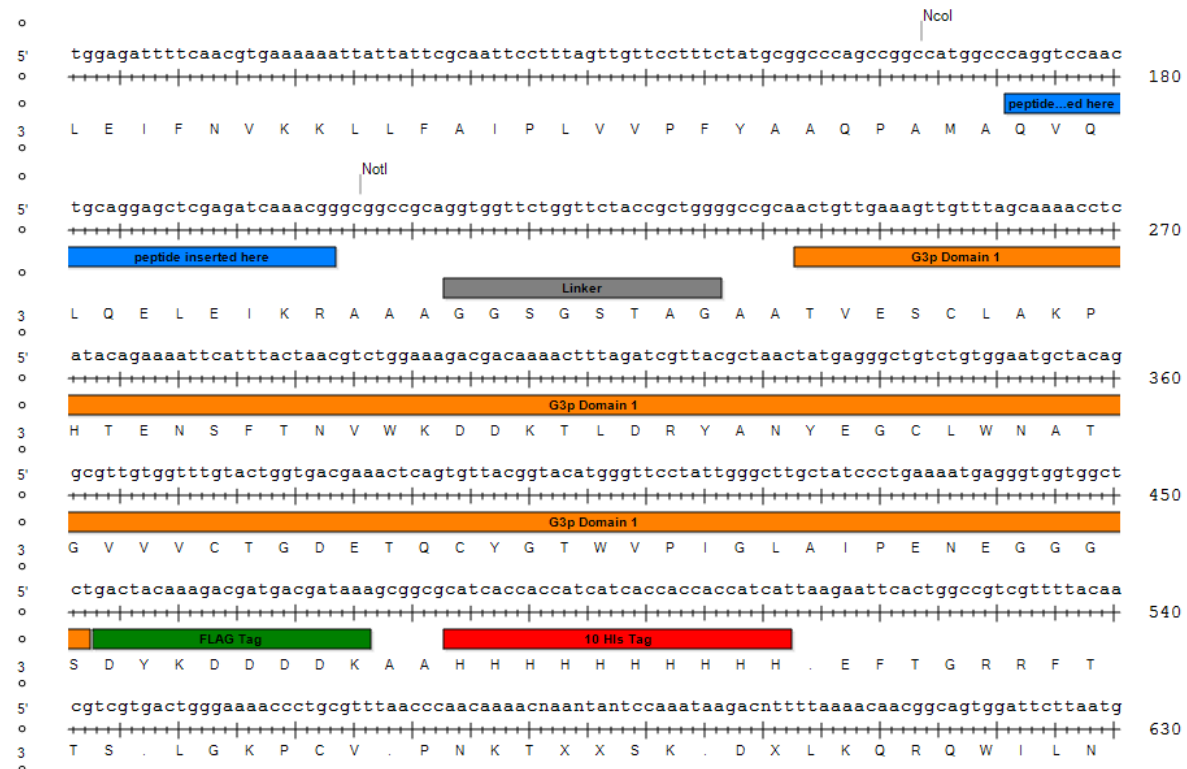 o
NcoI
5' tggagattttcaacgtgaaaaaattattattcgcaattcctttagttgttcctttctatgcggcccagccggccatggcccaggtccaac
o 180
o peptide...ed here
3 L E I F N V K K L L F A I P L V V P F Y A A Q P A M A Q V Q
o
o NotI
5' tgcaggagctcgagatcaaacgggcggccgcaggtggttctggttctaccgctggggccgcaactgttgaaagttgtttagcaaaacctc
o 270
peptide inserted here G3p Domain 1
o Linker
3 L Q E L E I K R A A A G G S G S T A G A A T V E S C L A K P
o
5' atacagaaaattcatttactaacgtctggaaagacgacaaaactttagatcgttacgctaactatgagggctgtctgtggaatgctacag
o 360
o G3p Domain 1
3 H T E N S F T N V W K D D K T L D R Y A N Y E G C L W N A T
o
5' gcgttgtggtttgtactggtgacgaaactcagtgttacggtacatgggttcctattgggcttgctatccctgaaaatgagggtggtggct
o 450
o G3p Domain 1
3 G V V V C T G D E T Q C Y G T W V P I G L A I P E N E G G G
o
5' ctgactacaaagacgatgacgataaagcggcgcatcaccaccatcatcaccaccaccatcattaagaattcactggccgtcgttttacaa
o 540
o FLAG Tag 10 HIs Tag
3 S D Y K D D D D K A A H H H H H H H H H H . E F T G R R F T
o
5' cgtcgtgactgggaaaaccctgcgtttaacccaacaaaacnaantantccaaataagacnttttaaaacaacggcagtggattcttaatg
o 630
3 T S . L G K P C V . P N K T X X S K . D X L K Q R Q W I L N
o